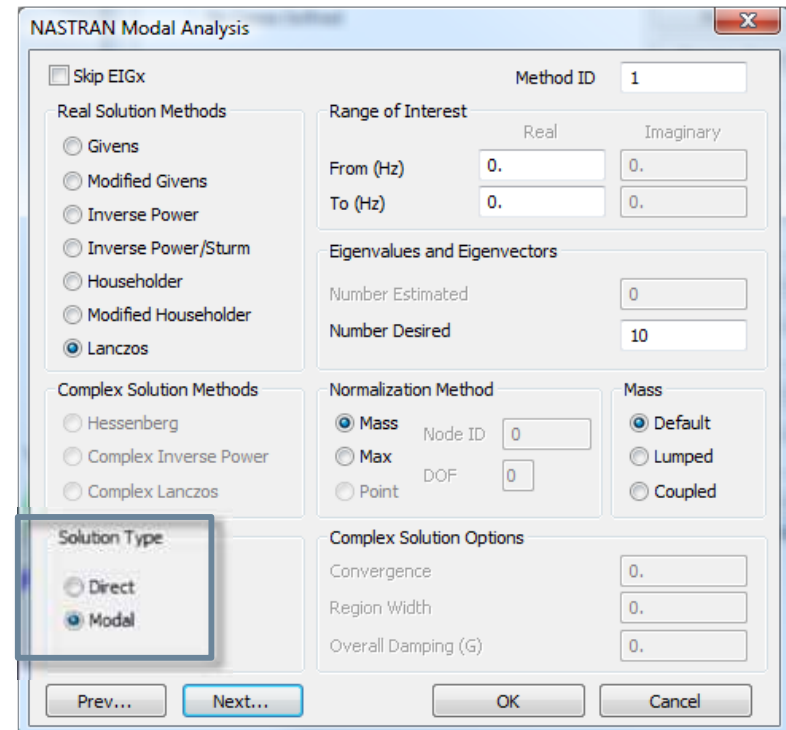 NASTRAN Modal Analysis
Skip EIGx
Method ID 1
Real Solution Methods
Givens
Modified Givens
Inverse Power
Inverse Power/Sturm
Householder
Modified Householder
Lanczos
Range of Interest
Real Imaginary
From (Hz) 0. 0.
To (Hz) 0. 0.
Eigenvalues and Eigenvectors
Number Estimated 0
Number Desired 10
Complex Solution Methods
Hessenberg
Complex Inverse Power
Complex Lanczos
Normalization Method
Mass
Max
Point
Node ID 0
DOF 0
Mass
Default
Lumped
Coupled
Solution Type
Direct
Modal
Complex Solution Options
Convergence 0.
Region Width 0.
Overall Damping (G) 0.
Prev... Next... OK Cancel